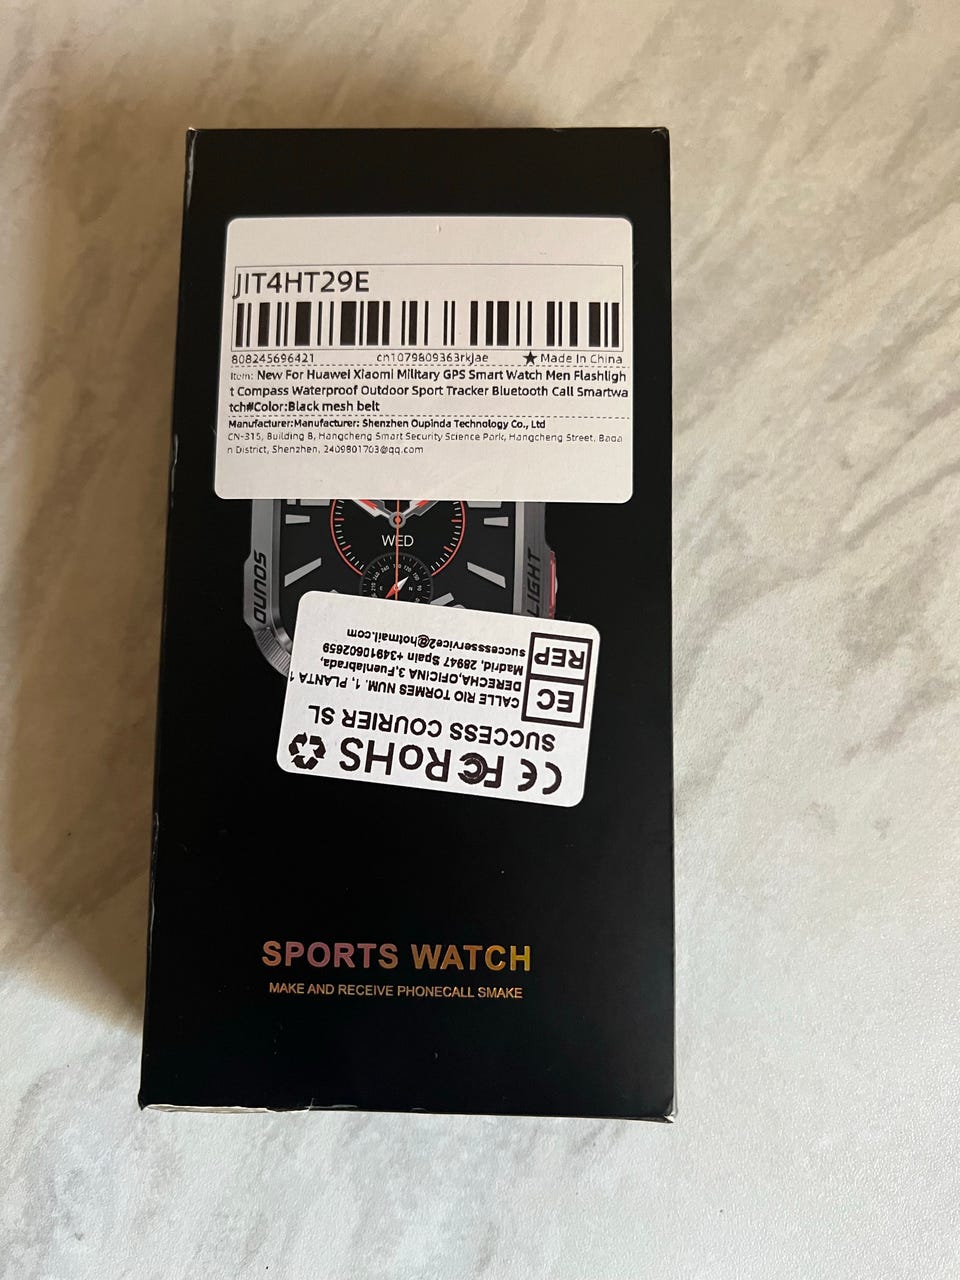 JIT4HT29E
808245696421 cn1079809363rkjae ★Made In China
Item: New For Huawei Xiaomi Military GPS Smart Watch Men Flashligh
t Compass Waterproof Outdoor Sport Tracker Bluetooth Call Smartwa
tch#Color:Black mesh belt
Manufacturer:Manufacturer: Shenzhen Oupinda Technology Co., Ltd
CN-315, Building B, Hangcheng Smart Security Science Park, Hangcheng Street, Baoa
n District, Shenzhen, 2409801703@qq.com
WED
OUNOS
LIGHT
CE FC RoHS
SUCCESS COURIER SL
EC REP
CALLE RIO TORMES NUM. 1, PLANTA 1
DERECHA,OFICINA 3,Fuenlabrada,
Madrid, 28947 Spain +34910602659
successservice2@hotmail.com
SPORTS WATCH
MAKE AND RECEIVE PHONECALL SMAKE